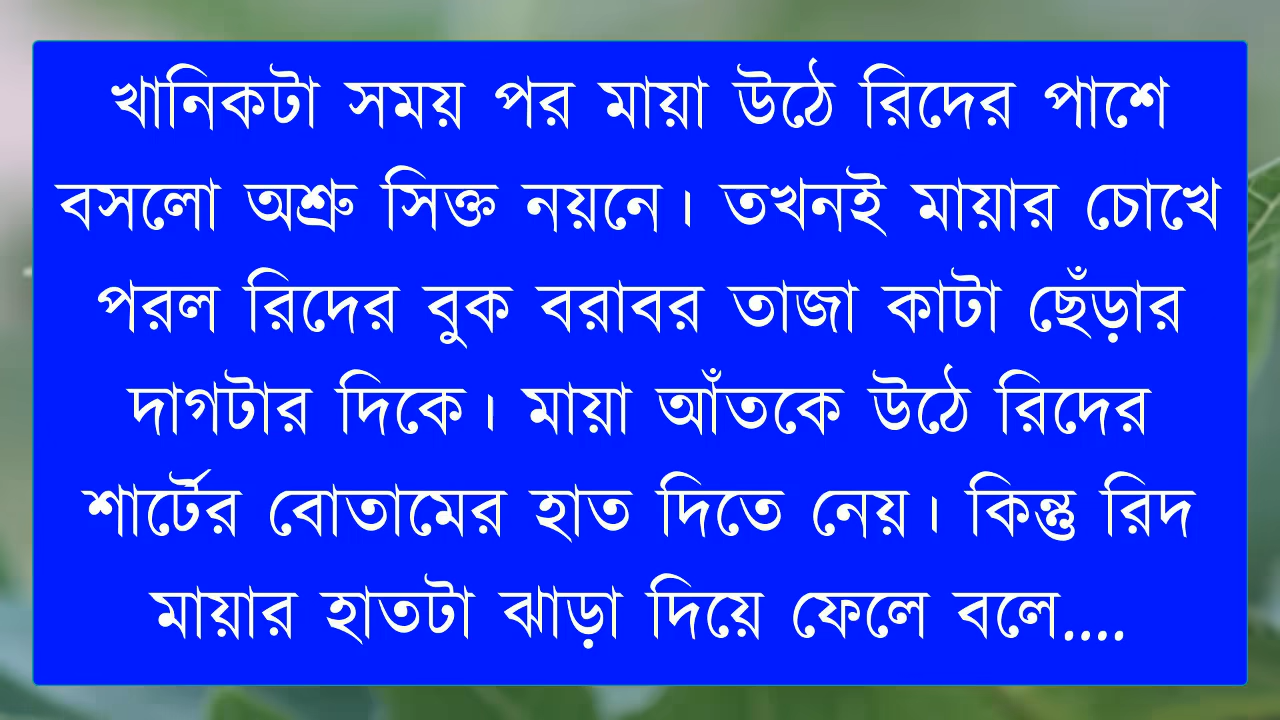 খানিকটা সময় পর মায়া উঠে রিদের পাশে
বসলো অশ্রু সিক্ত নয়নে। তখনই মায়ার চোখে
পরল রিদের বুক বরাবর তাজা কাটা ছেঁড়ার
দাগটার দিকে। মায়া আঁতকে উঠে রিদের
শার্টের বোতামের হাত দিতে নেয়। কিন্তু রিদ
মায়ার হাতটা ঝাড়া দিয়ে ফেলে বলে....